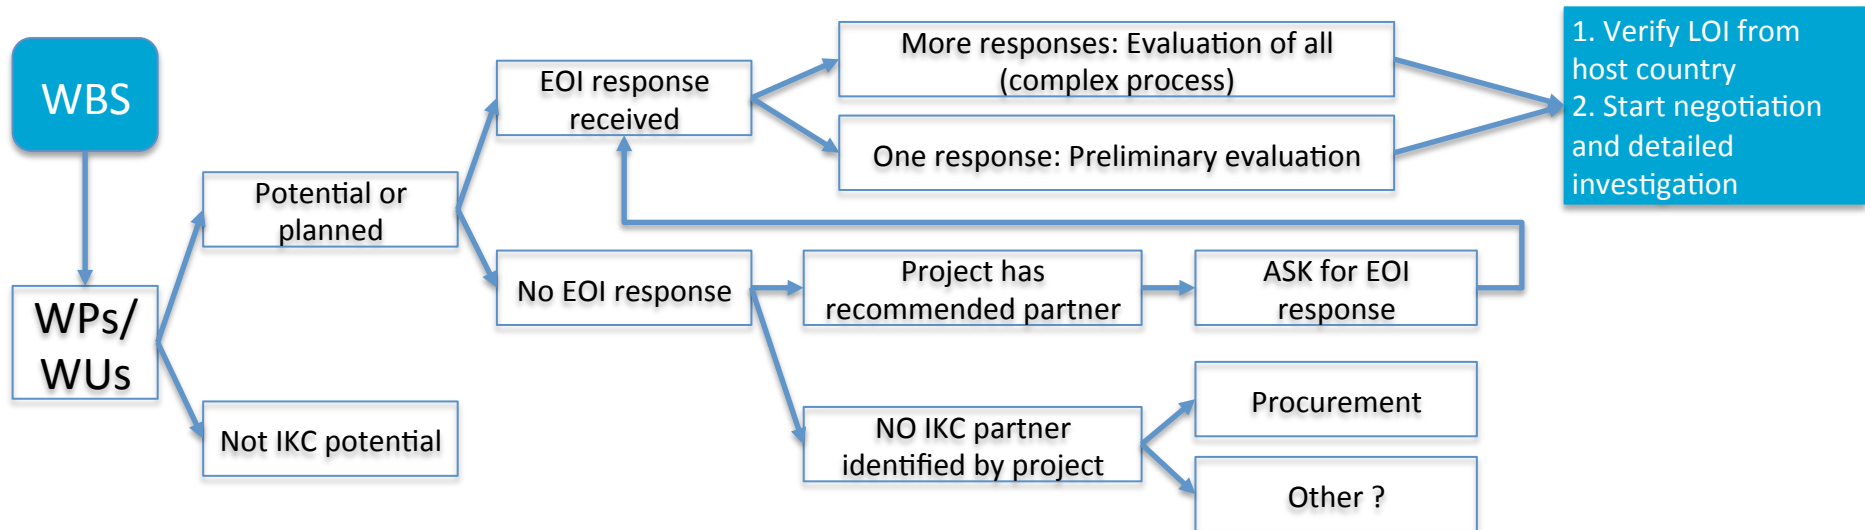 WBS
WPs/
WUs
Potential or
planned
Not IKC potential
EOI response
received
No EOI response
More responses: Evaluation of all
(complex process)
One response: Preliminary evaluation
Project has
recommended partner
ASK for EOI
response
NO IKC partner
identified by project
Procurement
Other ?
1. Verify LOI from
host country
2. Start negotiation
and detailed
investigation